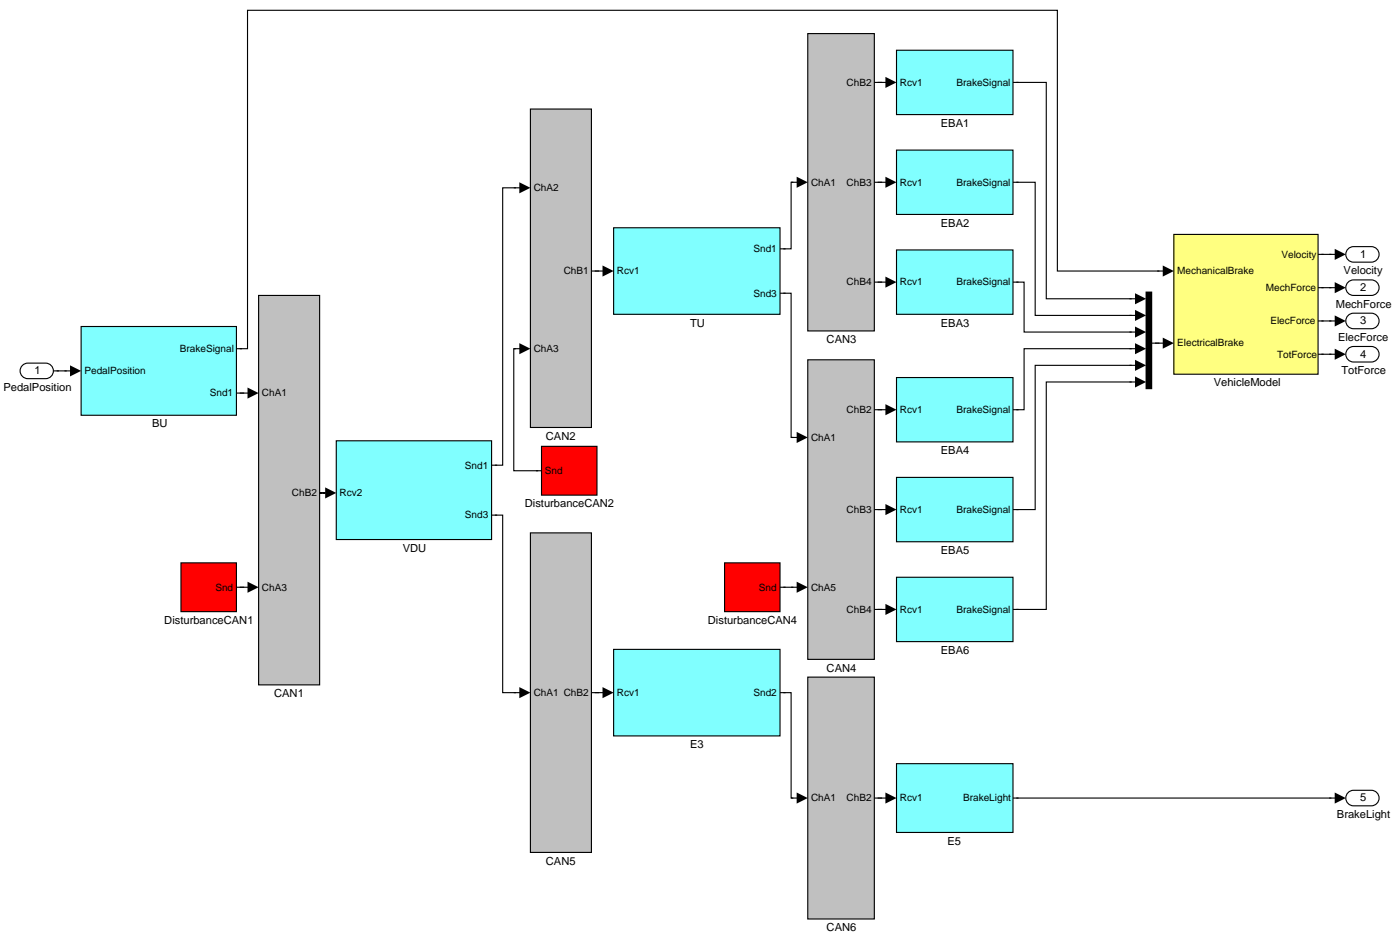 1
PedalPosition
PedalPosition
BrakeSignal
Snd1
BU
Snd
DisturbanceCAN1
ChA1
ChB2
ChA3
CAN1
Rcv2
Snd1
Snd3
VDU
ChA2
ChB1
ChA3
CAN2
Snd
DisturbanceCAN2
ChA1
ChB2
CAN5
Rcv1
Snd1
Snd3
TU
Rcv1
Snd2
E3
Snd
DisturbanceCAN4
ChB2
ChA1
ChB3
ChB4
CAN3
ChB2
ChA1
ChB3
ChA5
ChB4
CAN4
ChA1
ChB2
CAN6
Rcv1
BrakeSignal
EBA1
Rcv1
BrakeSignal
EBA2
Rcv1
BrakeSignal
EBA3
Rcv1
BrakeSignal
EBA4
Rcv1
BrakeSignal
EBA5
Rcv1
BrakeSignal
EBA6
Rcv1
BrakeLight
E5
MechanicalBrake
ElectricalBrake
Velocity
MechForce
ElecForce
TotForce
VehicleModel
1
Velocity
2
MechForce
3
ElecForce
4
TotForce
5
BrakeLight